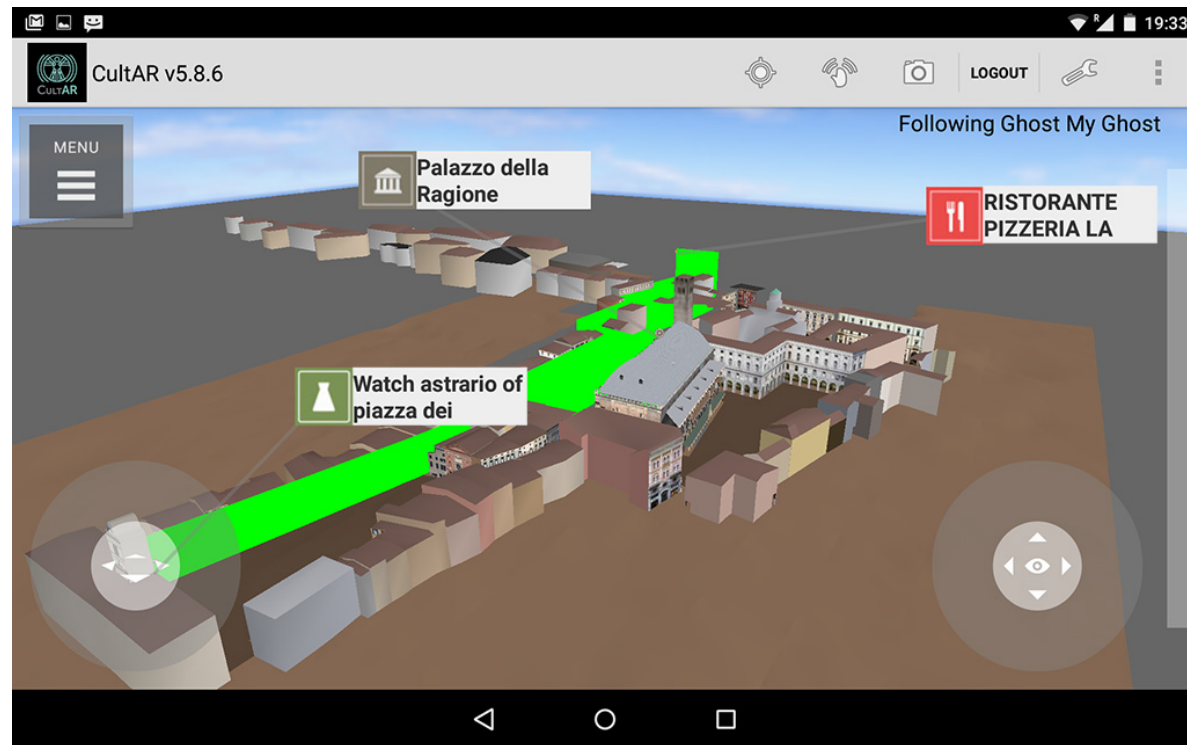 R
19:33
CultAR
CultAR v5.8.6
LOGOUT
Following Ghost My Ghost
MENU
Palazzo della
Ragione
RISTORANTE
PIZZERIA LA
Watch astrario of
piazza dei